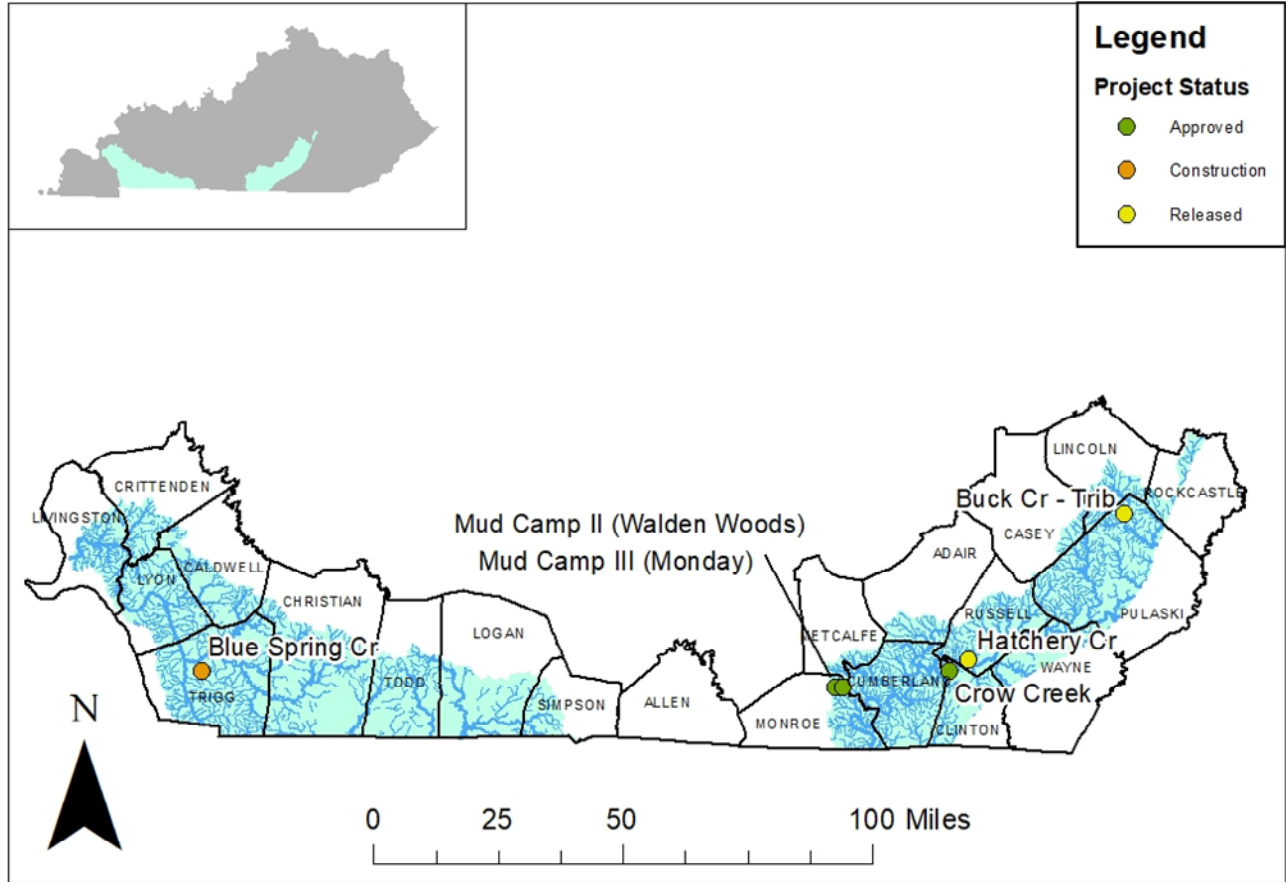 Legend
Project Status
Approved
Construction
Released
LINCOLN
CRITTENDEN
ROCKCASTLE
Buck Cr - Trib
LIVINGSTON
Mud Camp II (Walden Woods)
CASEY
ADAIR
Mud Camp III (Monday)
CALDWELL
LYON
CHRISTIAN
RUSSELL
PULASKI
LOGAN
METCALFE
Blue Spring Cr
Hatchery Cr
WAYNE
TODD
CUMBERLAND
Crow Creek
TRIGG
SIMPSON
ALLEN
MONROE
CLINTON
N
0 25 50 100 Miles